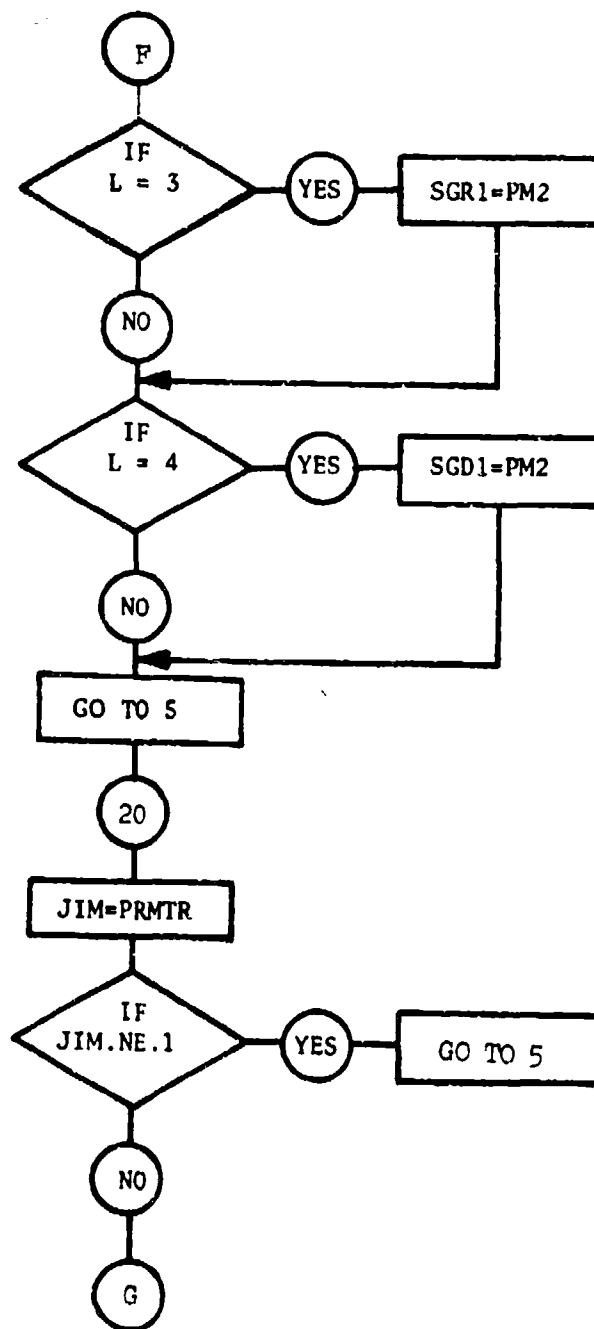 F
IF
L = 3
YES
SGR1=PM2
NO
IF
L = 4
YES
SGD1=PM2
NO
GO TO 5
20
JIM=PRMTR
IF
JIM.NE.1
YES
GO TO 5
NO
G